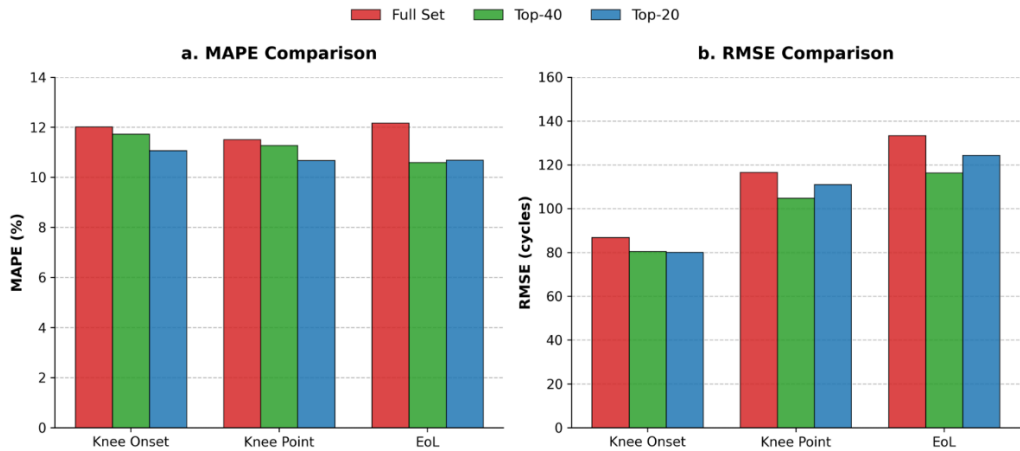 Full Set Top-40 Top-20
a. MAPE Comparison
MAPE (%)
14
12
10
8
6
4
2
0
Knee Onset Knee Point EoL
b. RMSE Comparison
RMSE (cycles)
160
140
120
100
80
60
40
20
0
Knee Onset Knee Point EoL